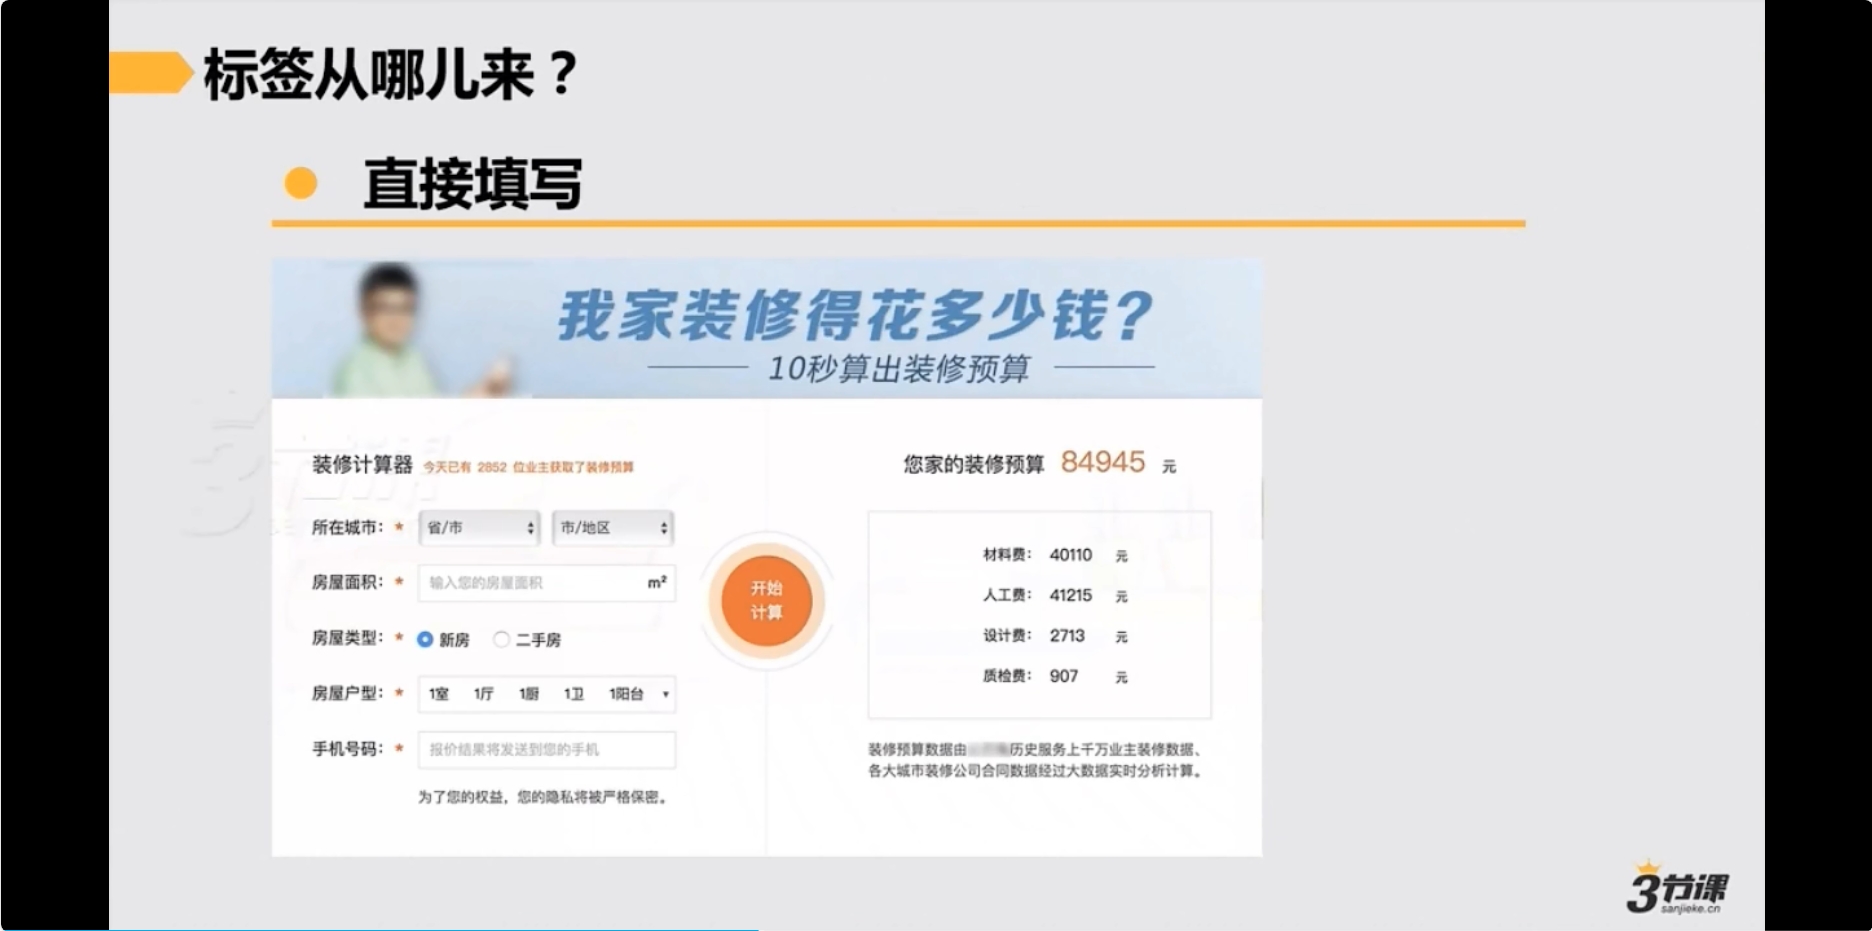 标签从哪儿来？
直接填写
我家装修得花多少钱?
10秒算出装修预算
装修计算器 今天已有 2852 位业主获取了装修预算
所在城市: * 省/市 市/地区
房屋面积: * 输入您的房屋面积 m²
房屋类型: * 新房 二手房
房屋户型: * 1室 1厅 1厨 1卫 1阳台
手机号码: * 报价结果将发送到您的手机
为了您的权益，您的隐私将被严格保密。
开始
计算
您家的装修预算 84945 元
材料费: 40110 元
人工费: 41215 元
设计费: 2713 元
质检费: 907 元
装修预算数据由 历史服务上千万业主装修数据、
各大城市装修公司合同数据经过大数据实时分析计算。
3节课
sanjieke.cn